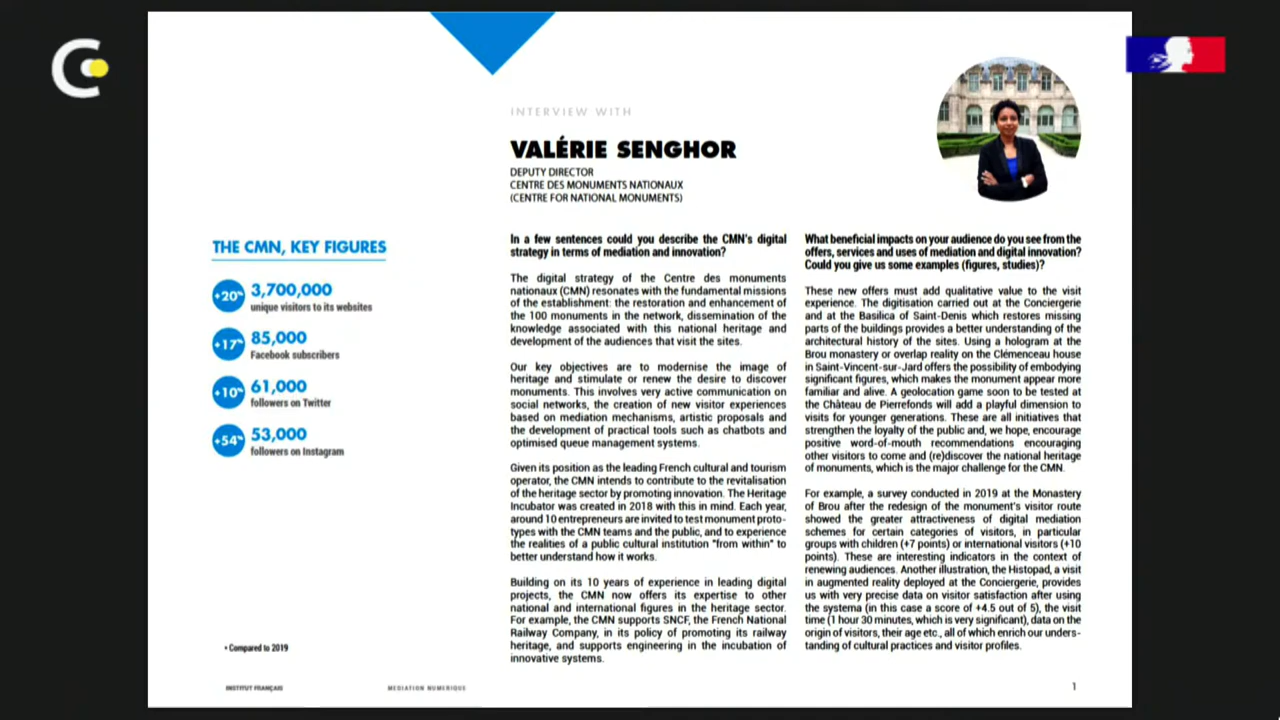 INTERVIEW WITH
VALÉRIE SENGHOR
DEPUTY DIRECTOR
CENTRE DES MONUMENTS NATIONAUX
(CENTRE FOR NATIONAL MONUMENTS)
THE CMN, KEY FIGURES
+20%
3,700,000
unique visitors to its websites
+17%
85,000
Facebook subscribers
+10%
61,000
followers on Twitter
+54%
53,000
followers on Instagram
• Compared to 2019
In a few sentences could you describe the CMN's digital
strategy in terms of mediation and innovation?
The digital strategy of the Centre des monuments
nationaux (CMN) resonates with the fundamental missions
of the establishment: the restoration and enhancement of
the 100 monuments in the network, dissemination of the
knowledge associated with this national heritage and
development of the audiences that visit the sites.
Our key objectives are to modernise the image of
heritage and stimulate or renew the desire to discover
monuments. This involves very active communication on
social networks, the creation of new visitor experiences
based on mediation mechanisms, artistic proposals and
the development of practical tools such as chatbots and
optimised queue management systems.
Given its position as the leading French cultural and tourism
operator, the CMN intends to contribute to the revitalisation
of the heritage sector by promoting innovation. The Heritage
Incubator was created in 2018 with this in mind. Each year,
around 10 entrepreneurs are invited to test monument proto-
types with the CMN teams and the public, and to experience
the realities of a public cultural institution "from within" to
better understand how it works.
Building on its 10 years of experience in leading digital
projects, the CMN now offers its expertise to other
national and international figures in the heritage sector.
For example, the CMN supports SNCF, the French National
Railway Company, in its policy of promoting its railway
heritage, and supports engineering in the incubation of
innovative systems.
What beneficial impacts on your audience do you see from the
offers, services and uses of mediation and digital innovation?
Could you give us some examples (figures, studies)?
These new offers must add qualitative value to the visit
experience. The digitisation carried out at the Conciergerie
and at the Basilica of Saint-Denis which restores missing
parts of the buildings provides a better understanding of the
architectural history of the sites. Using a hologram at the
Brou monastery or overlap reality on the Clémenceau house
in Saint-Vincent-sur-Jard offers the possibility of embodying
significant figures, which makes the monument appear more
familiar and alive. A geolocation game soon to be tested at
the Château de Pierrefonds will add a playful dimension to
visits for younger generations. These are all initiatives that
strengthen the loyalty of the public and, we hope, encourage
positive word-of-mouth recommendations encouraging
other visitors to come and (re)discover the national heritage
of monuments, which is the major challenge for the CMN.
For example, a survey conducted in 2019 at the Monastery
of Brou after the redesign of the monument's visitor route
showed the greater attractiveness of digital mediation
schemes for certain categories of visitors, in particular
groups with children (+7 points) or international visitors (+10
points). These are interesting indicators in the context of
renewing audiences. Another illustration, the Histopad, a visit
in augmented reality deployed at the Conciergerie, provides
us with very precise data on visitor satisfaction after using
the systema (in this case a score of +4.5 out of 5), the visit
time (1 hour 30 minutes, which is very significant), data on the
origin of visitors, their age etc., all of which enrich our unders-
tanding of cultural practices and visitor profiles.
INSTITUT FRANÇAIS
MEDIATION NUMERIQUE
1